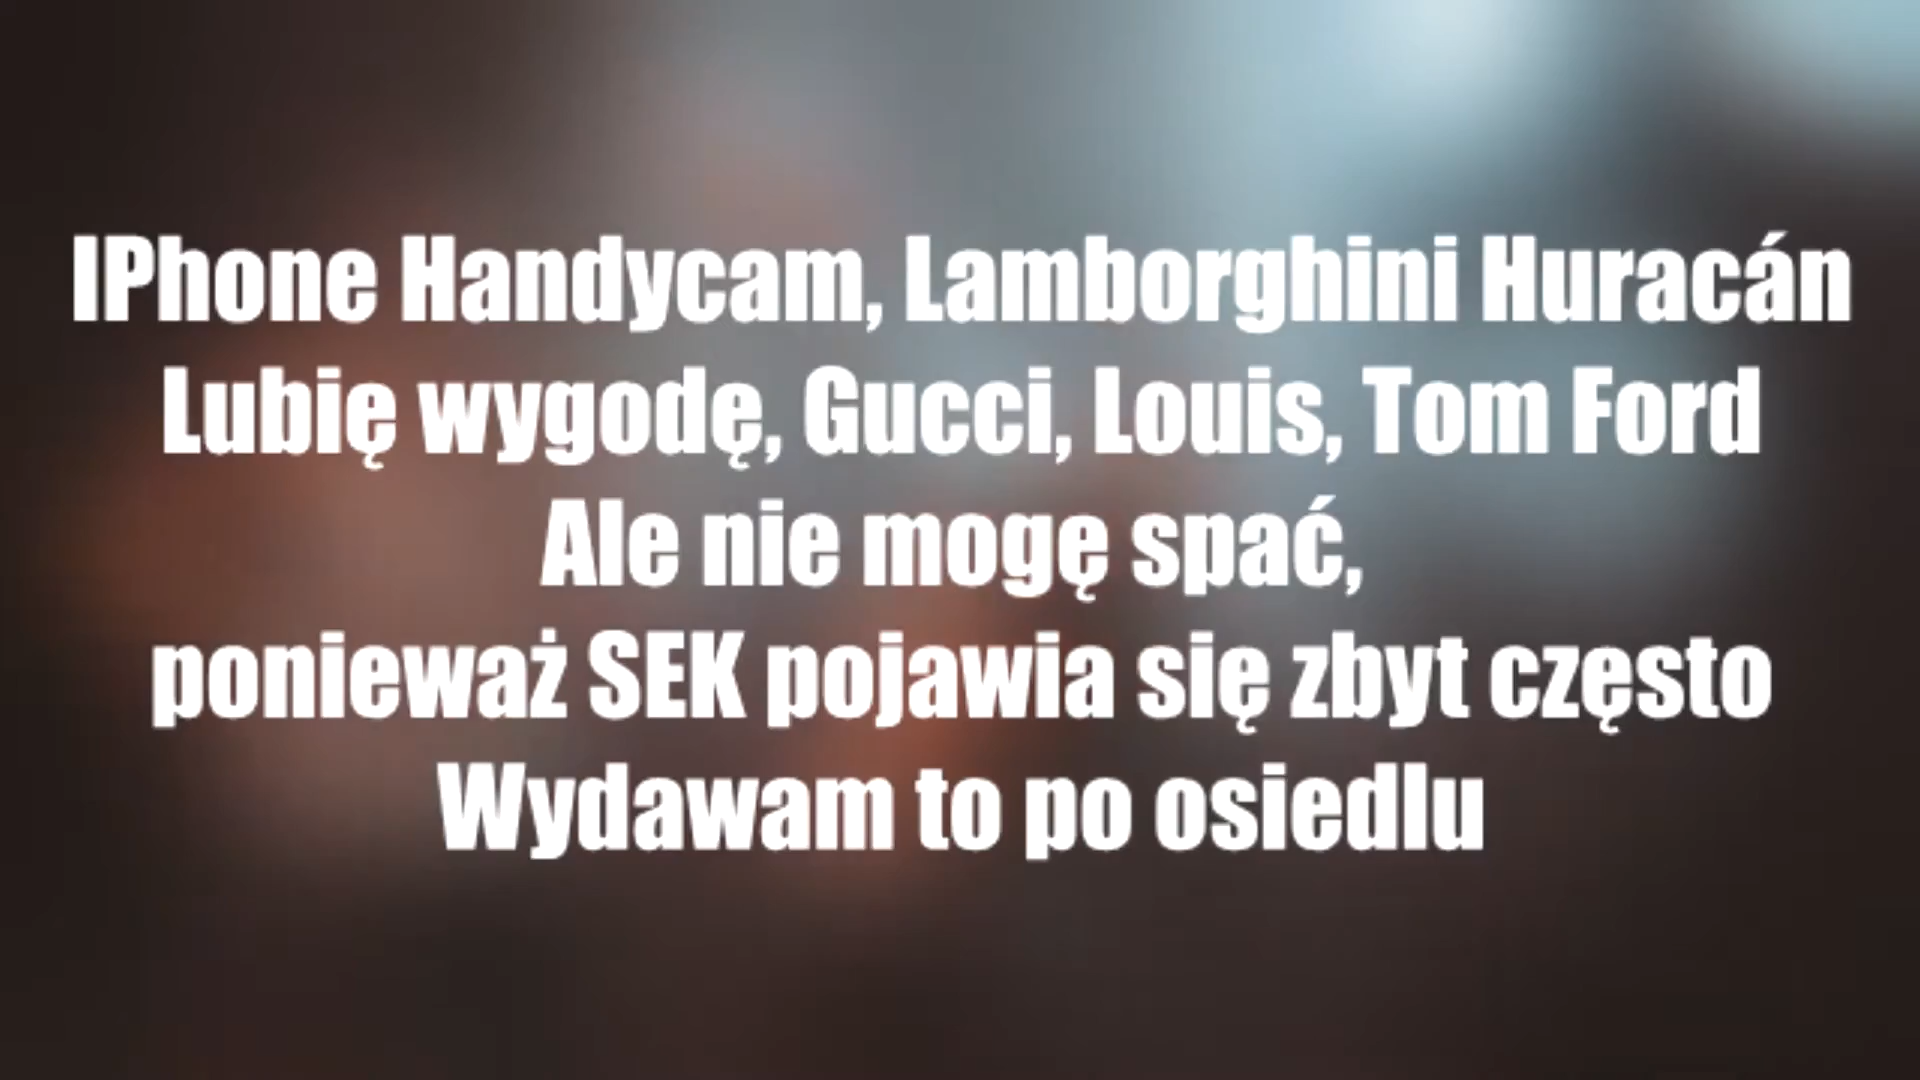 IPhone Handycam, Lamborghini Huracán
Lubię wygodę, Gucci, Louis, Tom Ford
Ale nie mogę spać,
ponieważ SEK pojawia się zbyt często
Wydawam to po osiedlu